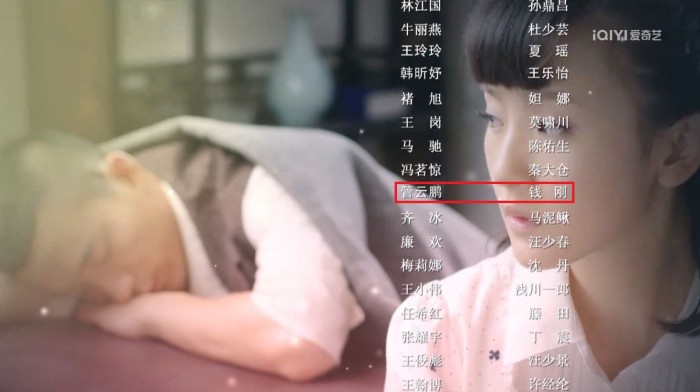 林江国 孙鼎昌
iQIYI 爱奇艺
牛丽燕 杜少芸
王玲玲 夏 瑶
韩昕妤 王乐怡
褚 旭 妲 娜
王 岗 莫啸川
马 驰 陈佑生
冯茗惊 秦大仓
管云鹏 钱 刚
齐 冰 马泥鳅
廉 欢 汪少春
梅莉娜 沈 丹
王小伟 浅川一郎
任希红 藤 田
张耀宇 丁 震
王俊彪 汪少景
韩瀚博 许经纶